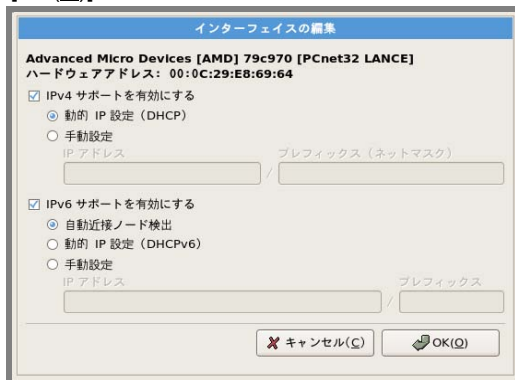 インターフェイスの編集
Advanced Micro Devices [AMD] 79c970 [PCnet32 LANCE]
ハードウェアアドレス: 00:0C:29:E8:69:64
IPv4 サポートを有効にする
動的 IP 設定 (DHCP)
手動設定
IP アドレス プレフィックス (ネットマスク)
/
IPv6 サポートを有効にする
自動近接ノード検出
動的 IP 設定 (DHCPv6)
手動設定
IP アドレス プレフィックス
/
キャンセル(C) OK(O)